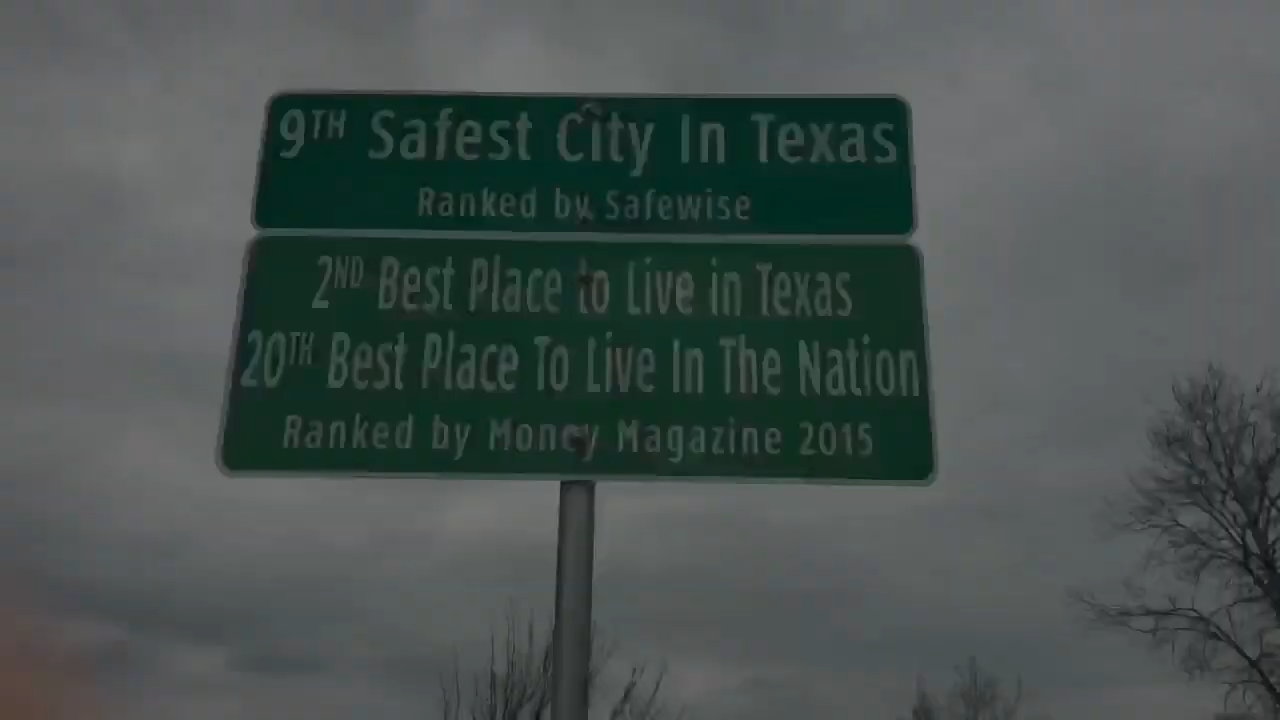 9TH Safest City In Texas
Ranked by Safewise
2ND Best Place to Live in Texas
20TH Best Place To Live In The Nation
Ranked by Money Magazine 2015